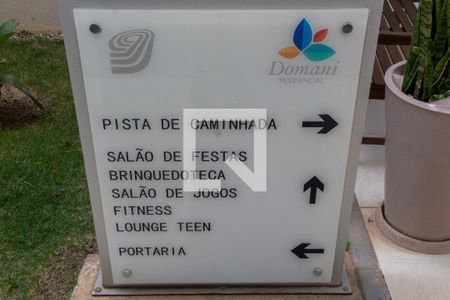 Domani
RESIDENCIAL
PISTA DE CAMINHADA
SALÃO DE FESTAS
BRINQUEDOTECA
SALÃO DE JOGOS
FITNESS
LOUNGE TEEN
PORTARIA